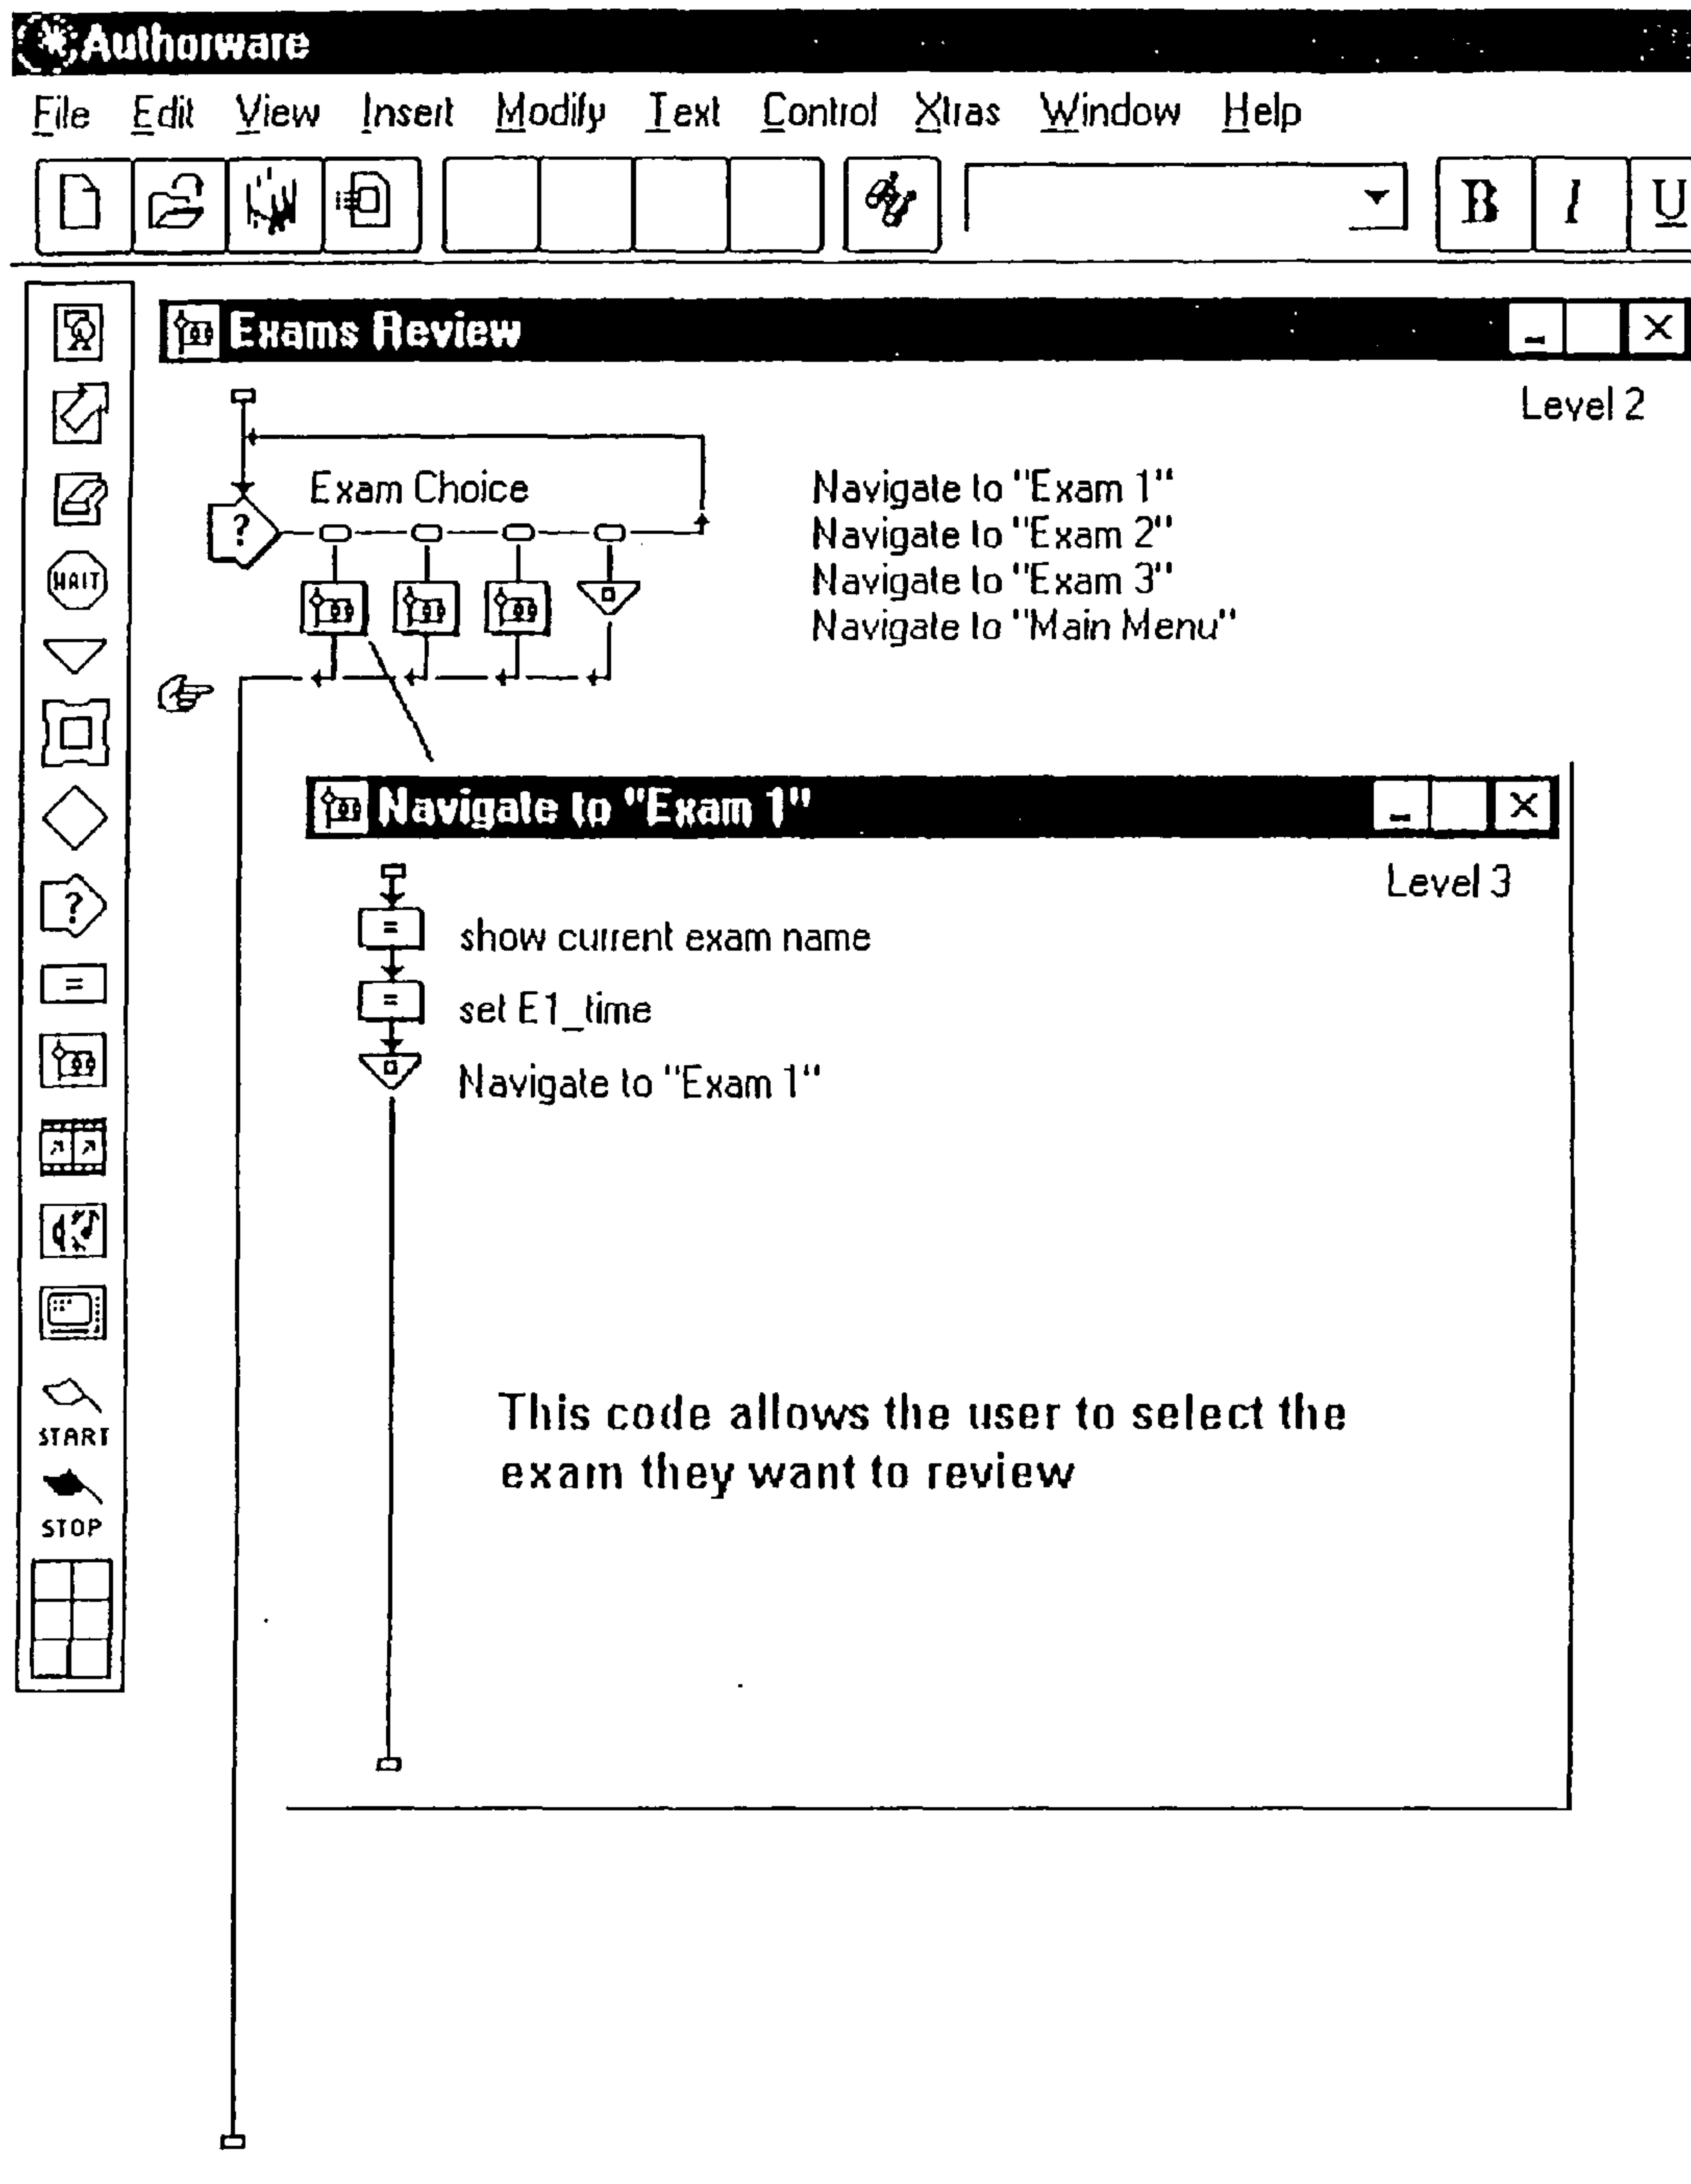 Authorware
File Edit View Insert Modify Text Control Xtras Window Help
B I U
Exams Review
Level 2
Exam Choice
?
Navigate to "Exam 1"
Navigate to "Exam 2"
Navigate to "Exam 3"
Navigate to "Main Menu"
WAIT
?
=
START
STOP
Navigate to "Exam 1"
Level 3
= show current exam name
= set E1_time
Navigate to "Exam 1"
This code allows the user to select the
exam they want to review